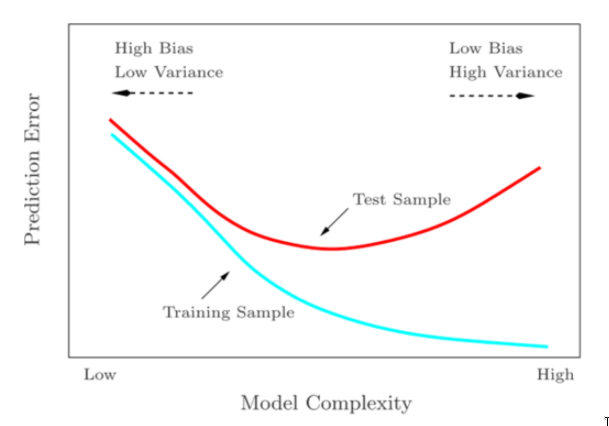 High Bias
Low Variance
Low Bias
High Variance
Prediction Error
Test Sample
Training Sample
Low
High
Model Complexity